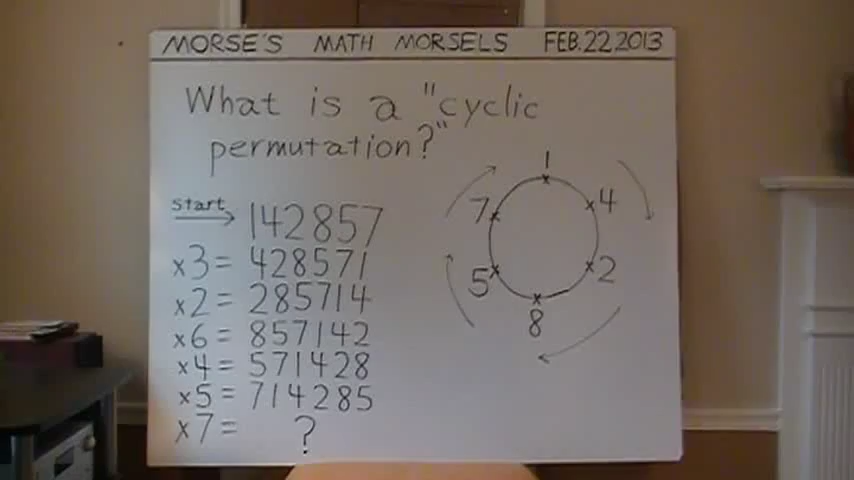 MORSE'S MATH MORSELS FEB.22 2013
What is a "cyclic
permutation?"
start
142857
x3= 428571
x2= 285714
x6= 857142
x4= 571428
x5= 714285
x7= ?
1
4
2
8
5
7